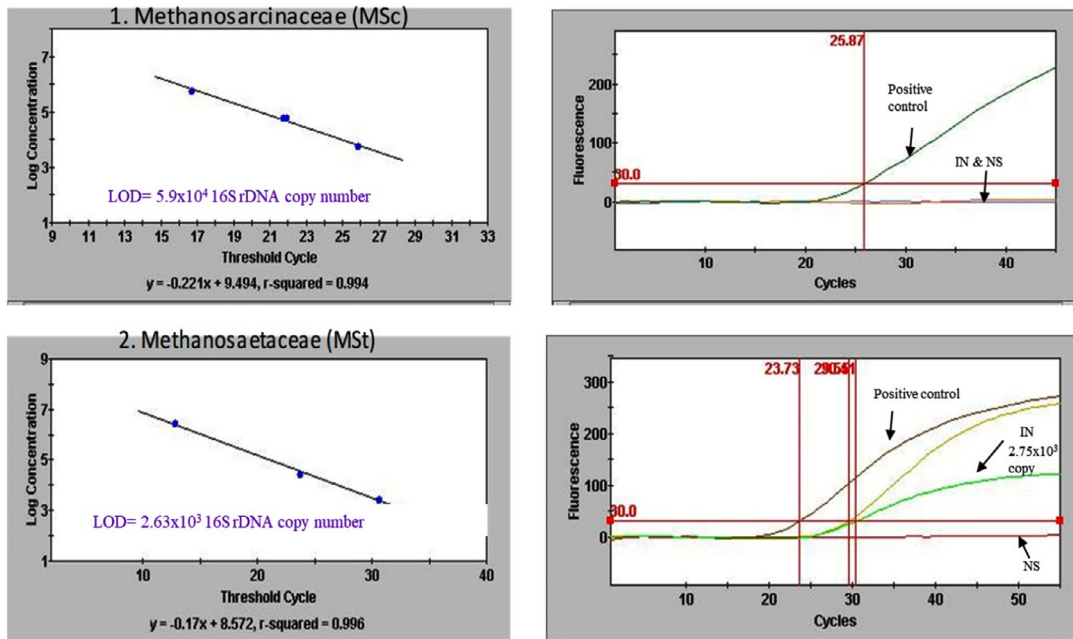 1. Methanosarcinaceae (MSc)
Log Concentration
7
5
3
1
LOD= 5.9x10⁴ 16S rDNA copy number
9 11 13 15 17 19 21 23 25 27 29 31 33
Threshold Cycle
y = -0.221x + 9.494, r-squared = 0.994
25.87
Fluorescence
200
100
0
30.0
Positive
control
IN & NS
10 20 30 40
Cycles
2. Methanosaetaceae (MSt)
Log Concentration
9
7
5
3
1
LOD= 2.63x10³ 16S rDNA copy number
10 20 30 40
Threshold Cycle
y = -0.17x + 8.572, r-squared = 0.996
23.73
Fluorescence
300
200
100
0
30.0
Positive control
IN
2.75x10³
copy
NS
10 15 20 25 30 35 40 45 50 55
Cycles